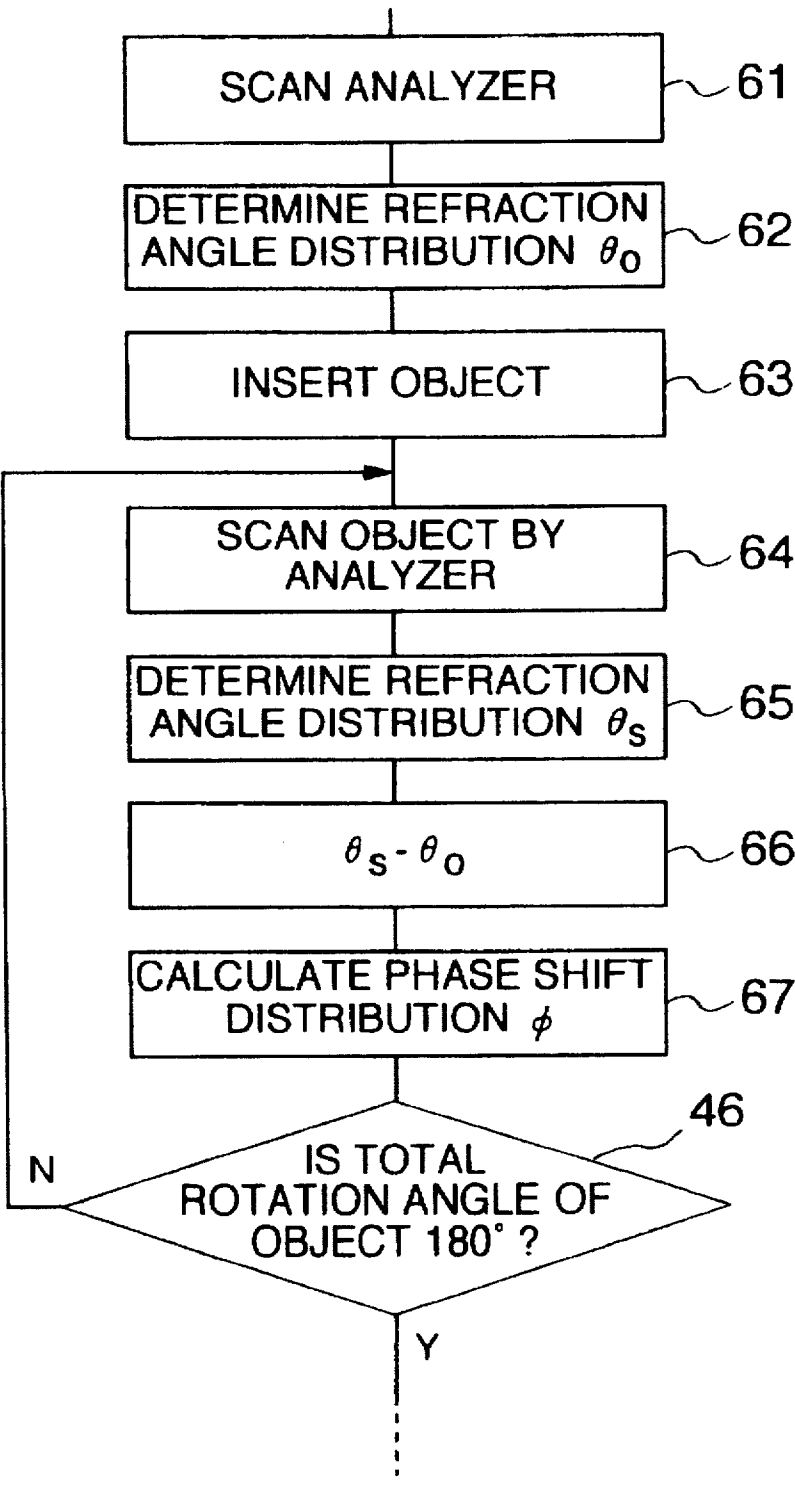 SCAN ANALYZER
61
DETERMINE REFRACTION
ANGLE DISTRIBUTION θ₀
62
INSERT OBJECT
63
SCAN OBJECT BY
ANALYZER
64
DETERMINE REFRACTION
ANGLE DISTRIBUTION θₛ
65
θₛ - θ₀
66
CALCULATE PHASE SHIFT
DISTRIBUTION ϕ
67
46
IS TOTAL
ROTATION ANGLE OF
OBJECT 180° ?
N
Y